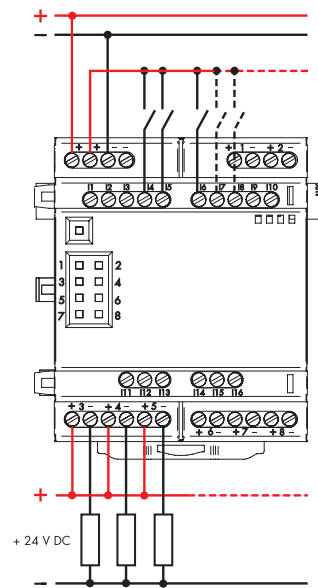 +
–
+ + – –
+ 1 – + 2 –
I1 I2 I3 I4 I5 I6 I7 I8 I9 I10
1 2
3 4
5 6
7 8
I11 I12 I13 I14 I15 I16
+ 3 – + 4 – + 5 –
+ 6 – + 7 – + 8 –
+
+ 24 V DC
–